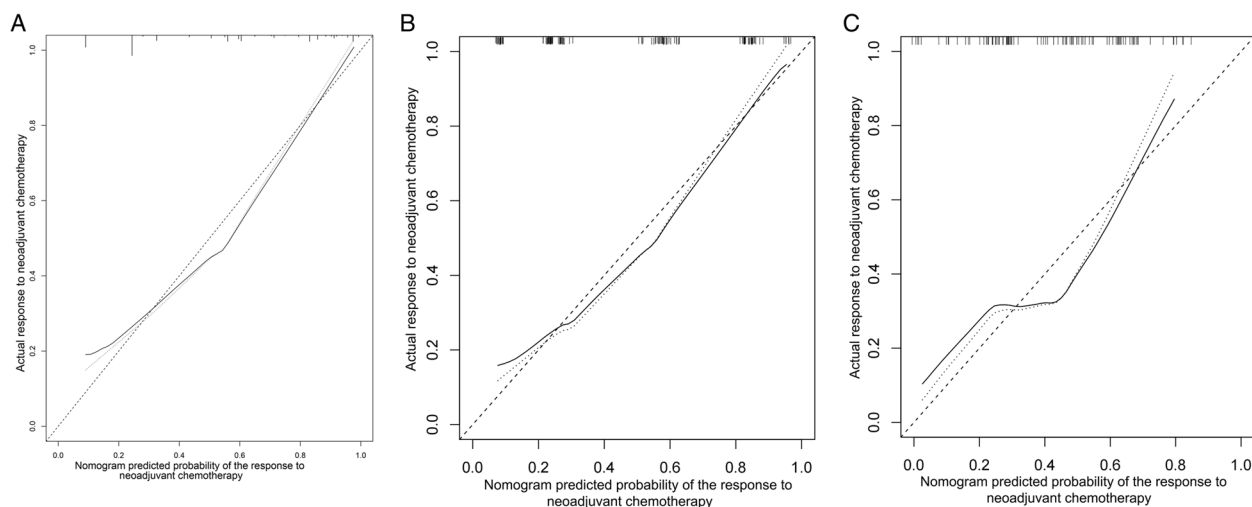 A
1.0
0.8
0.6
0.4
0.2
0.0
Actual response to neoadjuvant chemotherapy
0.0 0.2 0.4 0.6 0.8 1.0
Nomogram predicted probability of the response to
neoadjuvant chemotherapy
B
1.0
0.8
0.6
0.4
0.2
0.0
Actual response to neoadjuvant chemotherapy
0.0 0.2 0.4 0.6 0.8 1.0
Nomogram predicted probability of the response to
neoadjuvant chemotherapy
C
1.0
0.8
0.6
0.4
0.2
0.0
Actual response to neoadjuvant chemotherapy
0.0 0.2 0.4 0.6 0.8 1.0
Nomogram predicted probability of the response to
neoadjuvant chemotherapy